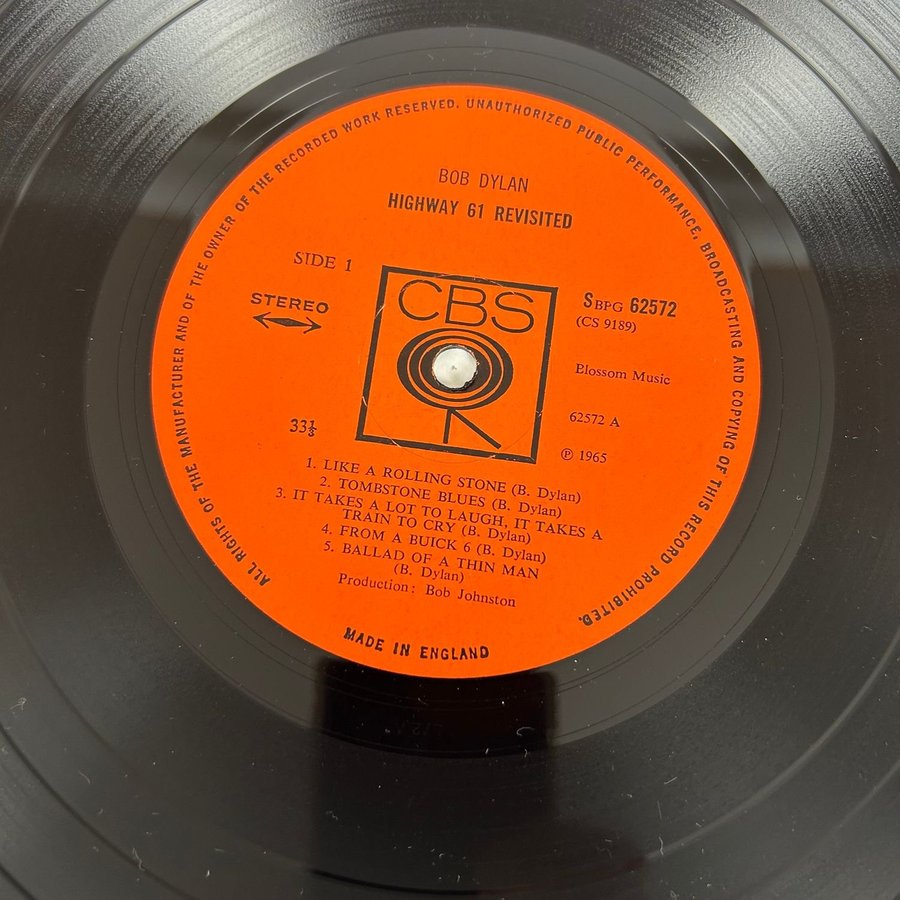 ALL RIGHTS OF THE MANUFACTURER AND OF THE OWNER OF THE RECORDED WORK RESERVED. UNAUTHORIZED PUBLIC PERFORMANCE, BROADCASTING AND COPYING OF THIS RECORD PROHIBITED.
BOB DYLAN
HIGHWAY 61 REVISITED
SIDE 1
STEREO
CBS
SBPG 62572
(CS 9189)
Blossom Music
62572 A
℗ 1965
33⅓
1. LIKE A ROLLING STONE (B. Dylan)
2. TOMBSTONE BLUES (B. Dylan)
3. IT TAKES A LOT TO LAUGH, IT TAKES A
TRAIN TO CRY (B. Dylan)
4. FROM A BUICK 6 (B. Dylan)
5. BALLAD OF A THIN MAN
(B. Dylan)
Production: Bob Johnston
MADE IN ENGLAND